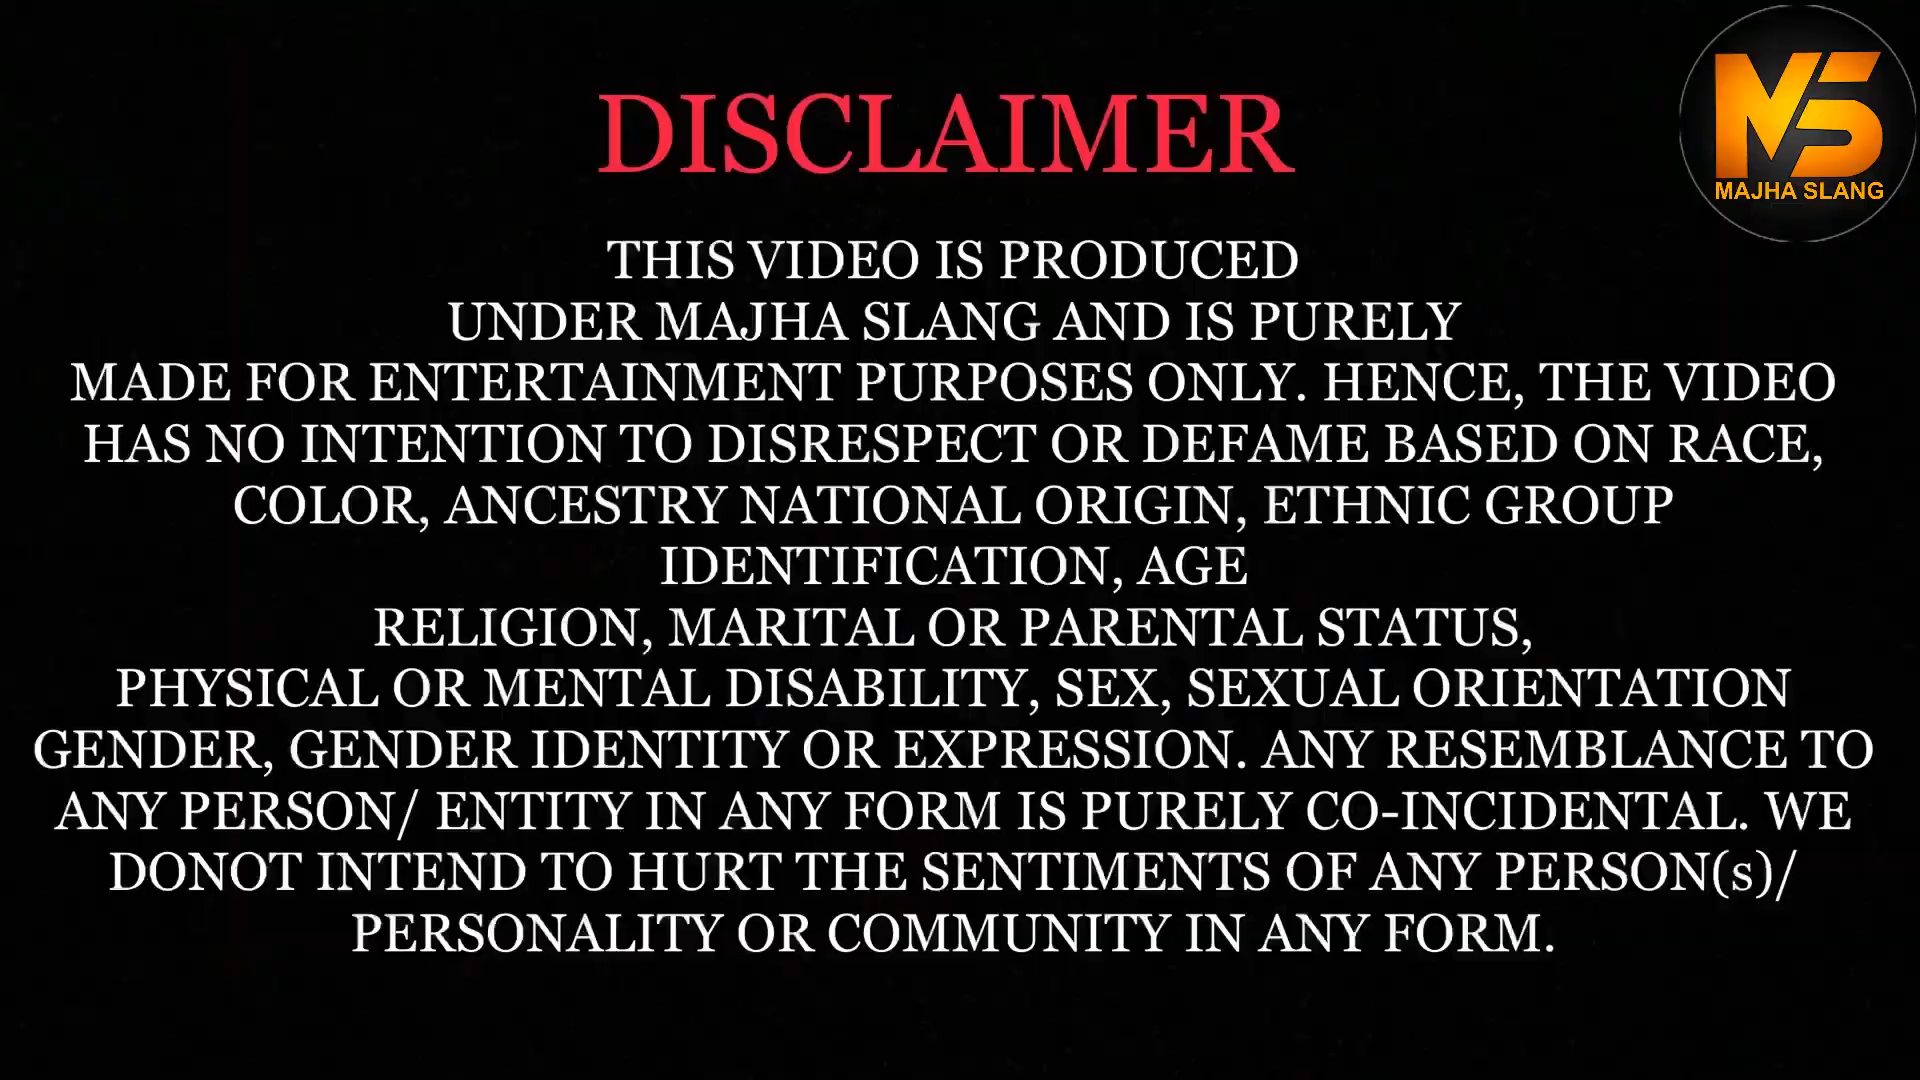 DISCLAIMER
M5
MAJHA SLANG
THIS VIDEO IS PRODUCED
UNDER MAJHA SLANG AND IS PURELY
MADE FOR ENTERTAINMENT PURPOSES ONLY. HENCE, THE VIDEO
HAS NO INTENTION TO DISRESPECT OR DEFAME BASED ON RACE,
COLOR, ANCESTRY NATIONAL ORIGIN, ETHNIC GROUP
IDENTIFICATION, AGE
RELIGION, MARITAL OR PARENTAL STATUS,
PHYSICAL OR MENTAL DISABILITY, SEX, SEXUAL ORIENTATION
GENDER, GENDER IDENTITY OR EXPRESSION. ANY RESEMBLANCE TO
ANY PERSON/ ENTITY IN ANY FORM IS PURELY CO-INCIDENTAL. WE
DONOT INTEND TO HURT THE SENTIMENTS OF ANY PERSON(s)/
PERSONALITY OR COMMUNITY IN ANY FORM.